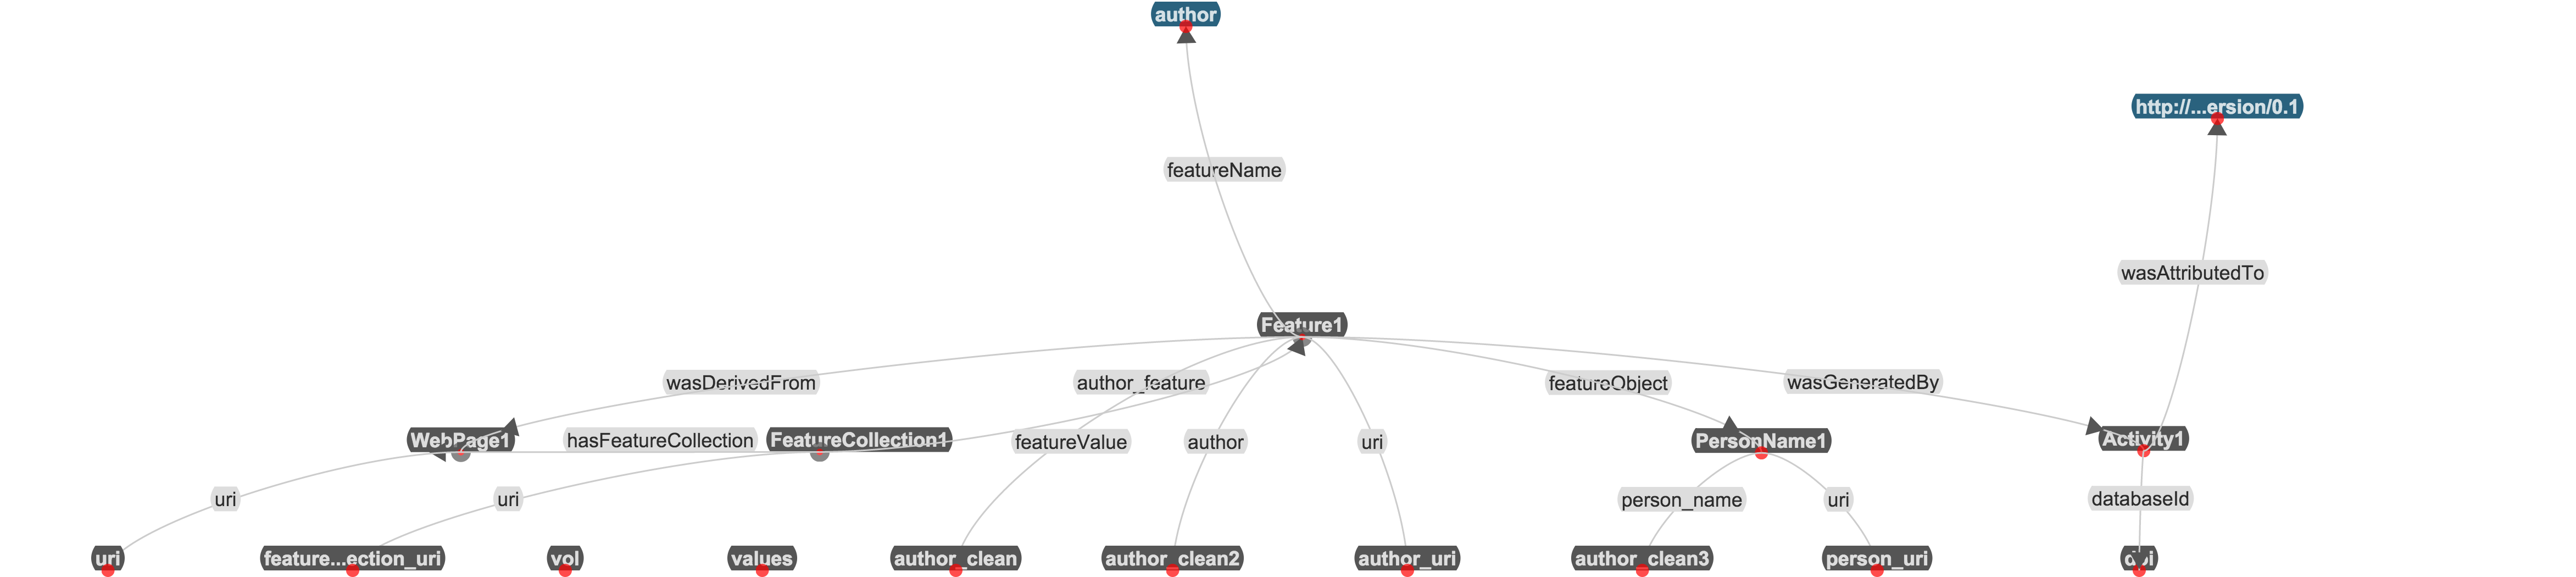 author
http://...ersion/0.1
featureName
wasAttributedTo
Feature1
wasDerivedFrom
author_feature
featureObject
wasGeneratedBy
WebPage1
hasFeatureCollection
FeatureCollection1
featureValue
author
uri
PersonName1
Activity1
uri
uri
person_name
uri
databaseId
uri
feature...ection_uri
vol
values
author_clean
author_clean2
author_uri
author_clean3
person_uri